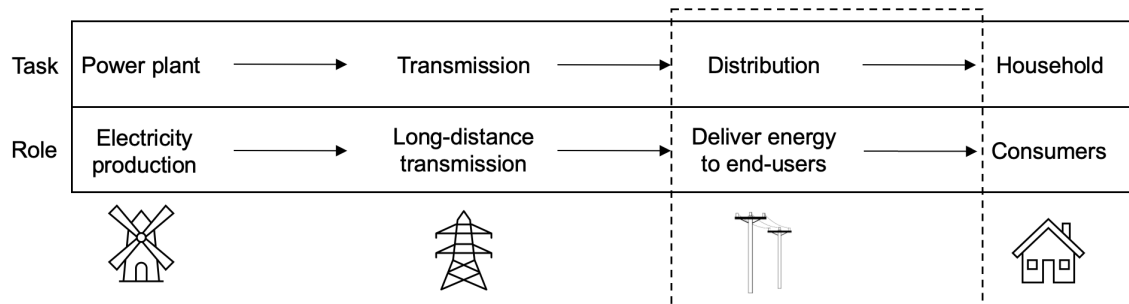 Task Power plant Transmission Distribution Household
Role Electricity production Long-distance transmission Deliver energy to end-users Consumers